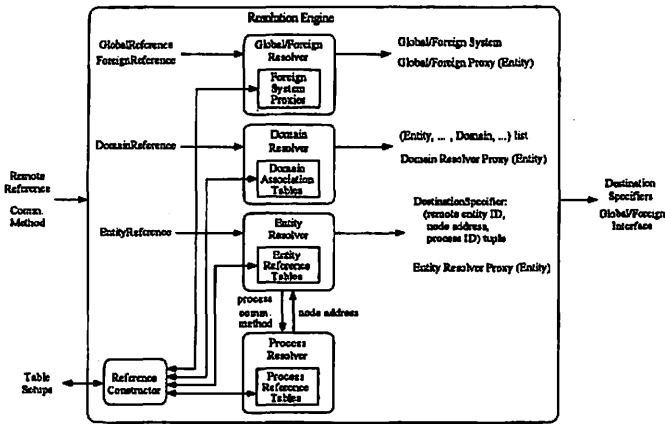 Resolution Engine
GlobalReference
ForeignReference
Global/Foreign
Resolver
Foreign
System
Proxies
Global/Foreign System
Global/Foreign Proxy (Entity)
DomainReference
Domain
Resolver
Domain
Association
Tables
(Entity, ... , Domain, ...) list
Domain Resolver Proxy (Entity)
Remote
Reference
Comm.
Method
Destination
Specifiers
Global/Foreign
Interface
EntityReference
Entity
Resolver
Entity
Reference
Tables
DestinationSpecifier:
(remote entity ID,
node address,
process ID) tuple
Entity Resolver Proxy (Entity)
process
comm.
method
node address
Process
Resolver
Process
Reference
Tables
Table
Setups
Reference
Constructor